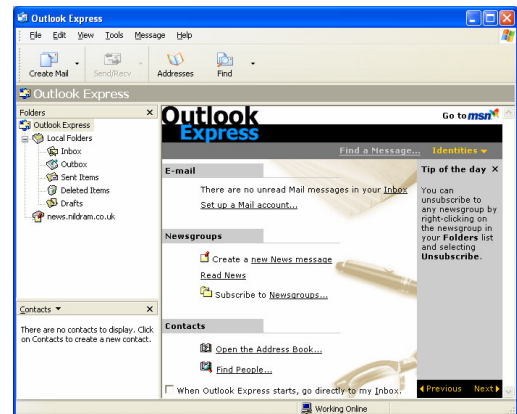 Outlook Express
File Edit View Tools Message Help
Create Mail Send/Recv Addresses Find
Outlook Express
Folders
Outlook Express
Local Folders
Inbox
Outbox
Sent Items
Deleted Items
Drafts
news.nildram.co.uk
Contacts
There are no contacts to display. Click
on Contacts to create a new contact.
Outlook
Express
Go to msn
Find a Message... Identities
E-mail
There are no unread Mail messages in your Inbox
Set up a Mail account...
Newsgroups
Create a new News message
Read News
Subscribe to Newsgroups...
Contacts
Open the Address Book...
Find People...
When Outlook Express starts, go directly to my Inbox.
Tip of the day
You can
unsubscribe to
any newsgroup by
right-clicking on
the newsgroup in
your Folders list
and selecting
Unsubscribe.
Previous Next
Working Online